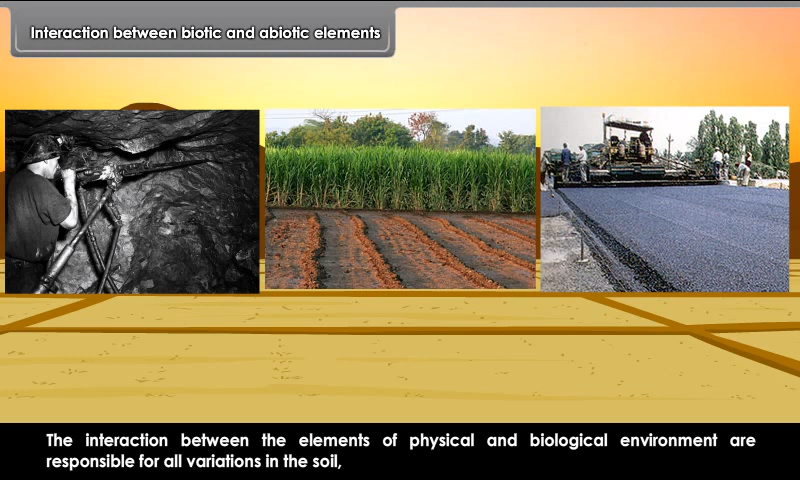 Interaction between biotic and abiotic elements
The interaction between the elements of physical and biological environment are
responsible for all variations in the soil,